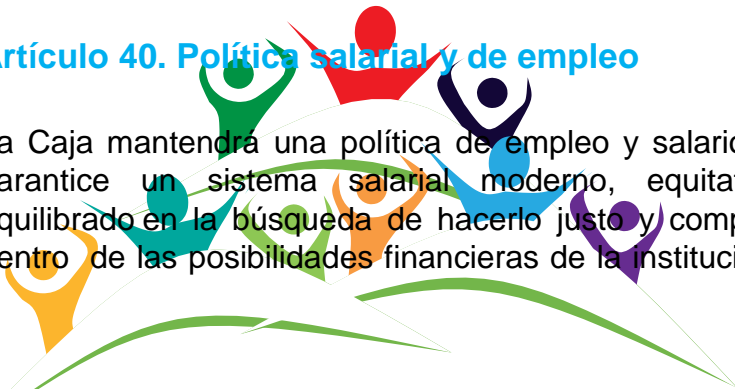 rtículo 40. Política salarial y de empleo
a Caja mantendrá una política de empleo y salario
arantice un sistema salarial moderno, equitat
quilibrado en la búsqueda de hacerlo justo y comp
entro de las posibilidades financieras de la instituci